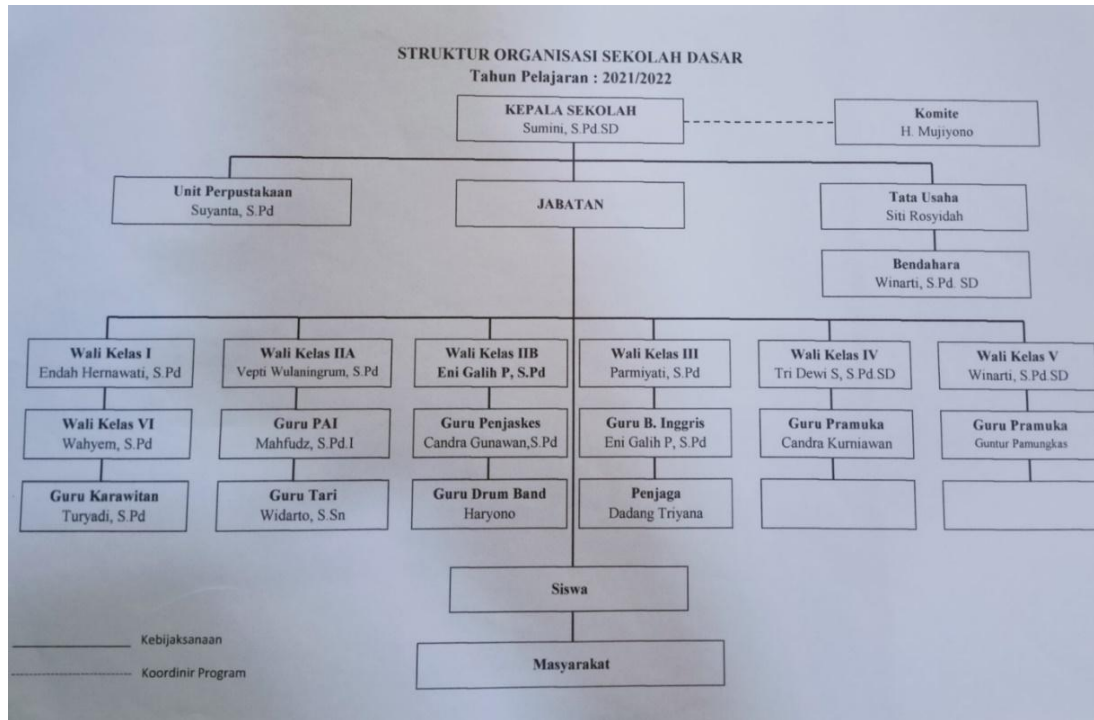 STRUKTUR ORGANISASI SEKOLAH DASAR
Tahun Pelajaran : 2021/2022
KEPALA SEKOLAH
Sumini, S.Pd.SD
Komite
H. Mujiyono
Unit Perpustakaan
Suyanta, S.Pd
JABATAN
Tata Usaha
Siti Rosyidah
Bendahara
Winarti, S.Pd. SD
Wali Kelas I
Endah Hernawati, S.Pd
Wali Kelas IIA
Vepti Wulaningrum, S.Pd
Wali Kelas IIB
Eni Galih P, S.Pd
Wali Kelas III
Parmiyati, S.Pd
Wali Kelas IV
Tri Dewi S, S.Pd.SD
Wali Kelas V
Winarti, S.Pd.SD
Wali Kelas VI
Wahyem, S.Pd
Guru PAI
Mahfudz, S.Pd.I
Guru Penjaskes
Candra Gunawan,S.Pd
Guru B. Inggris
Eni Galih P, S.Pd
Guru Pramuka
Candra Kurniawan
Guru Pramuka
Guntur Pamungkas
Guru Karawitan
Turyadi, S.Pd
Guru Tari
Widarto, S.Sn
Guru Drum Band
Haryono
Penjaga
Dadang Triyana
Siswa
Masyarakat
Kebijaksanaan
Koordinir Program